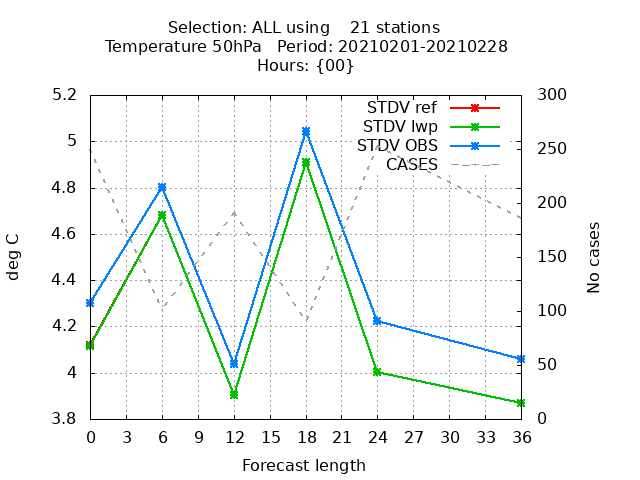 Selection: ALL using    21 stations
Temperature 50hPa   Period: 20210201-20210228
Hours: {00}
STDV ref
STDV lwp
STDV OBS
CASES
5.2
5
4.8
4.6
4.4
4.2
4
3.8
300
250
200
150
100
50
0
deg C
No cases
0 3 6 9 12 15 18 21 24 27 30 33 36
Forecast length